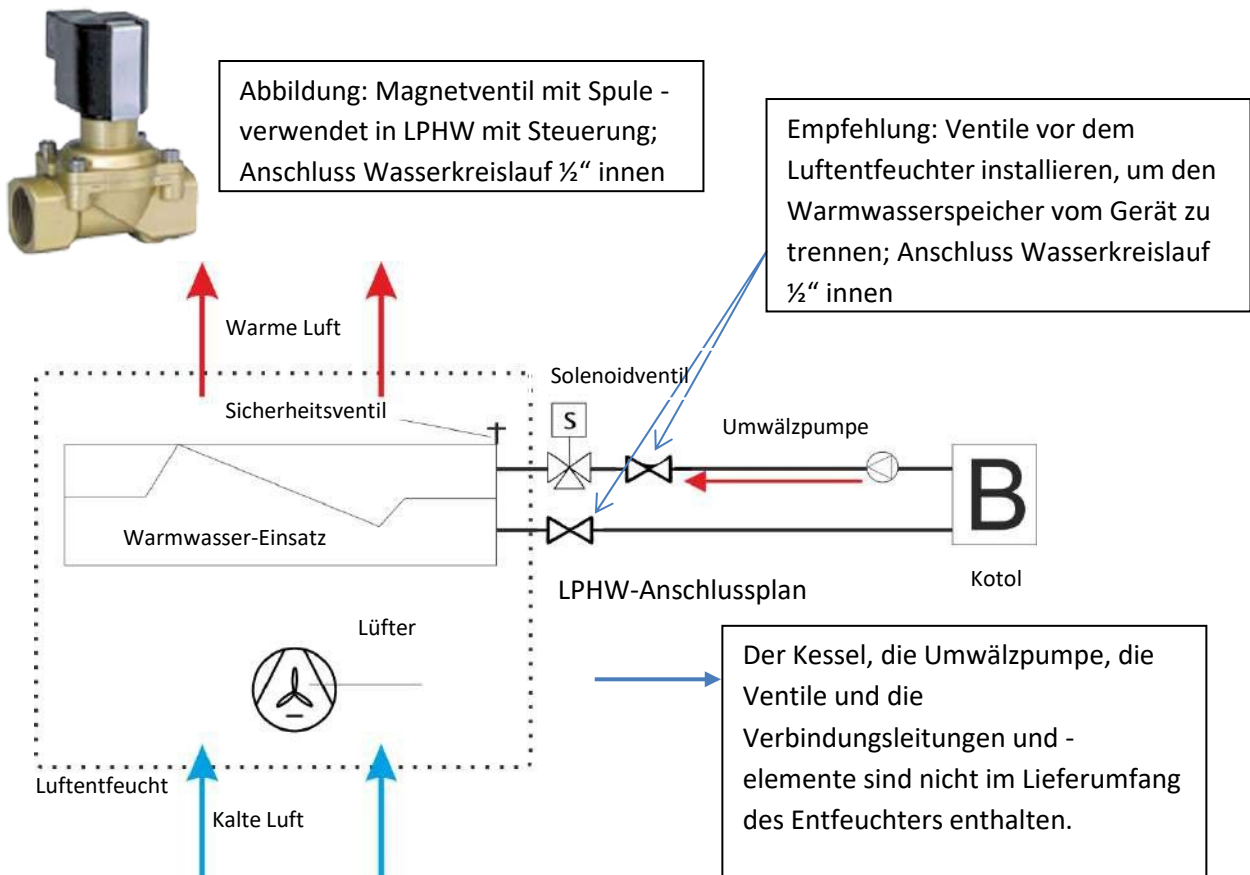 Abbildung: Magnetventil mit Spule -
verwendet in LPHW mit Steuerung;
Anschluss Wasserkreislauf ½“ innen
Empfehlung: Ventile vor dem
Luftentfeuchter installieren, um den
Warmwasserspeicher vom Gerät zu
trennen; Anschluss Wasserkreislauf
½“ innen
Warme Luft
Solenoidventil
Sicherheitsventil
S
Umwälzpumpe
B
Warmwasser-Einsatz
Kotol
LPHW-Anschlussplan
Lüfter
Der Kessel, die Umwälzpumpe, die
Ventile und die
Verbindungsleitungen und -
elemente sind nicht im Lieferumfang
des Entfeuchters enthalten.
Luftentfeucht
Kalte Luft